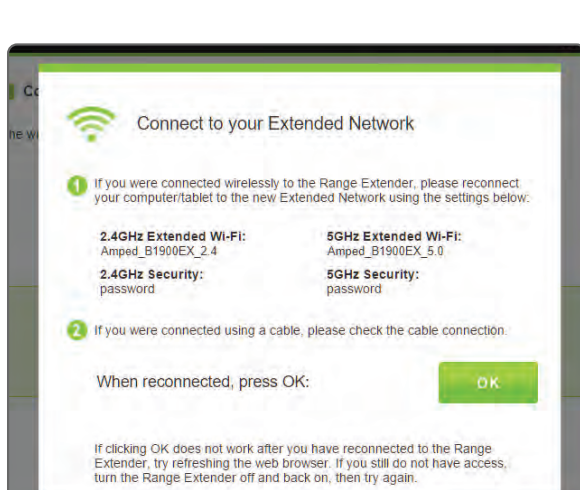 Connect to your Extended Network
1 If you were connected wirelessly to the Range Extender, please reconnect
your computer/tablet to the new Extended Network using the settings below:
2.4GHz Extended Wi-Fi: 5GHz Extended Wi-Fi:
Amped_B1900EX_2.4 Amped_B1900EX_5.0
2.4GHz Security: 5GHz Security:
password password
2 If you were connected using a cable, please check the cable connection.
When reconnected, press OK: OK
If clicking OK does not work after you have reconnected to the Range
Extender, try refreshing the web browser. If you still do not have access,
turn the Range Extender off and back on, then try again.